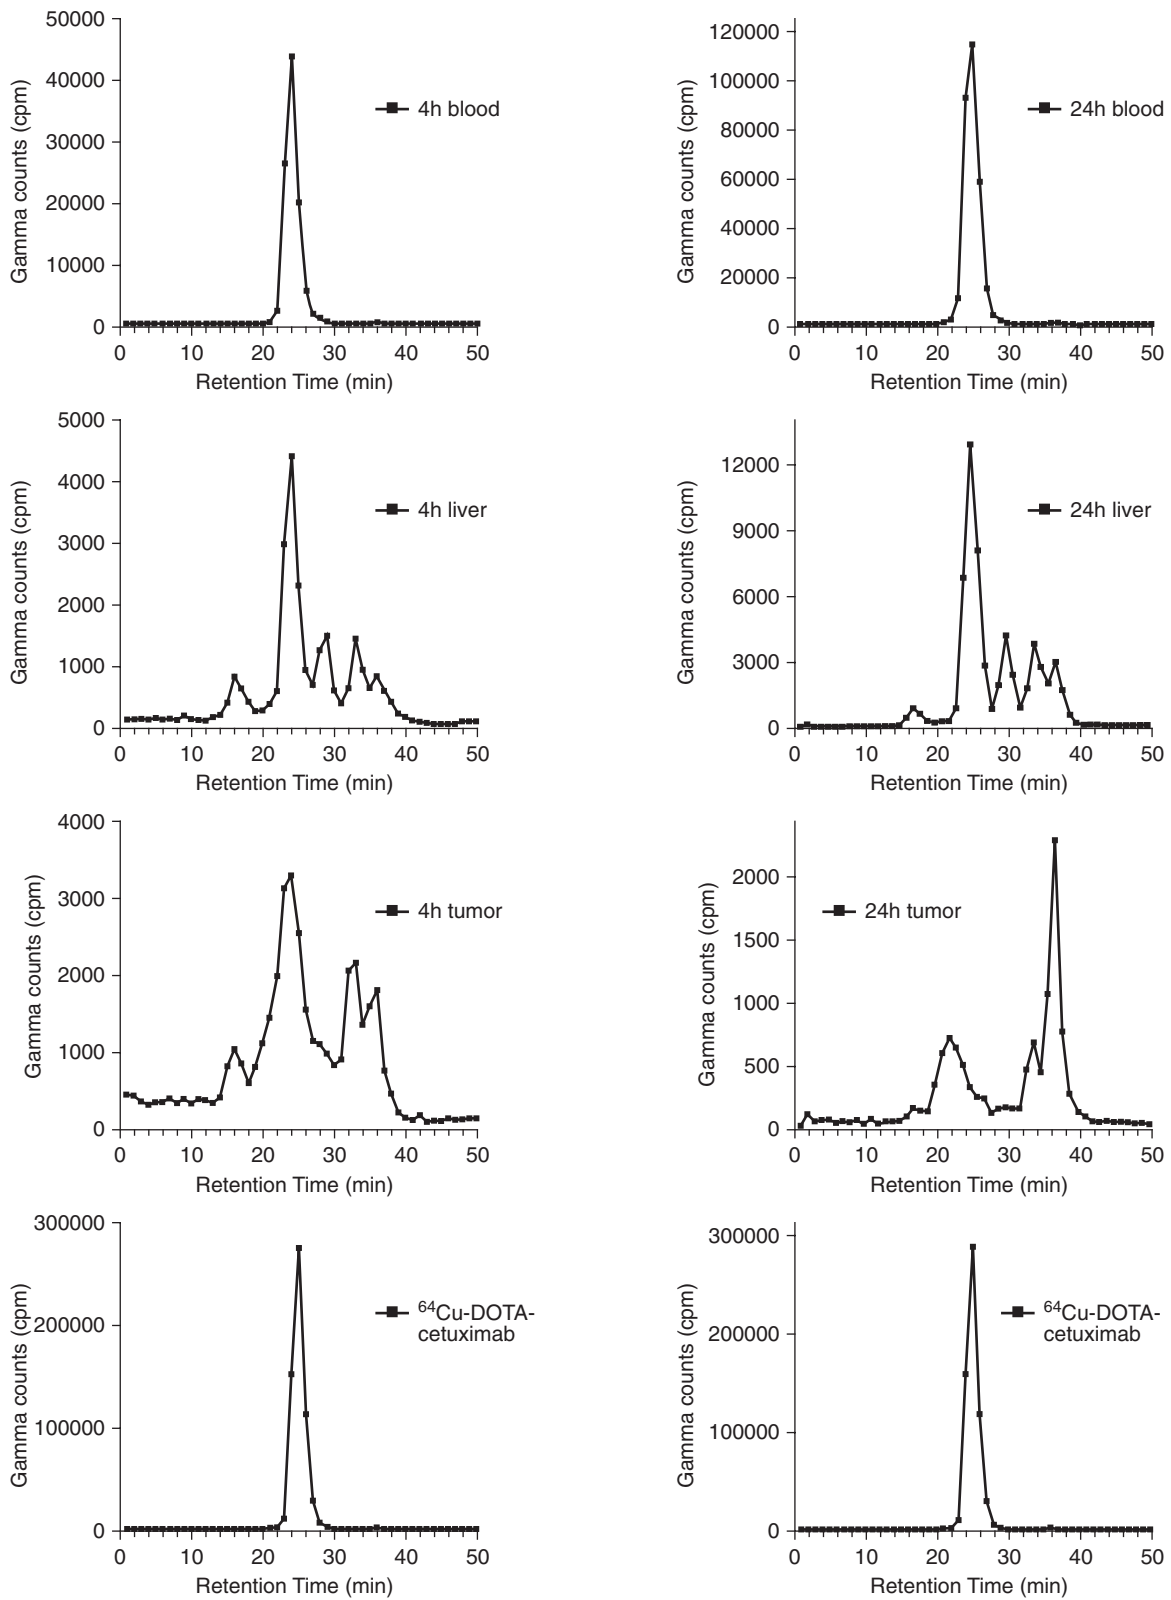 50000
40000
30000
20000
10000
0
Gamma counts (cpm)
4h blood
0 10 20 30 40 50
Retention Time (min)
120000
100000
80000
60000
40000
20000
0
Gamma counts (cpm)
24h blood
0 10 20 30 40 50
Retention Time (min)
5000
4000
3000
2000
1000
0
Gamma counts (cpm)
4h liver
0 10 20 30 40 50
Retention Time (min)
12000
9000
6000
3000
0
Gamma counts (cpm)
24h liver
0 10 20 30 40 50
Retention Time (min)
4000
3000
2000
1000
0
Gamma counts (cpm)
4h tumor
0 10 20 30 40 50
Retention Time (min)
2000
1500
1000
500
0
Gamma counts (cpm)
24h tumor
0 10 20 30 40 50
Retention Time (min)
300000
200000
100000
0
Gamma counts (cpm)
64Cu-DOTA-
cetuximab
0 10 20 30 40 50
Retention Time (min)
300000
200000
100000
0
Gamma counts (cpm)
64Cu-DOTA-
cetuximab
0 10 20 30 40 50
Retention Time (min)